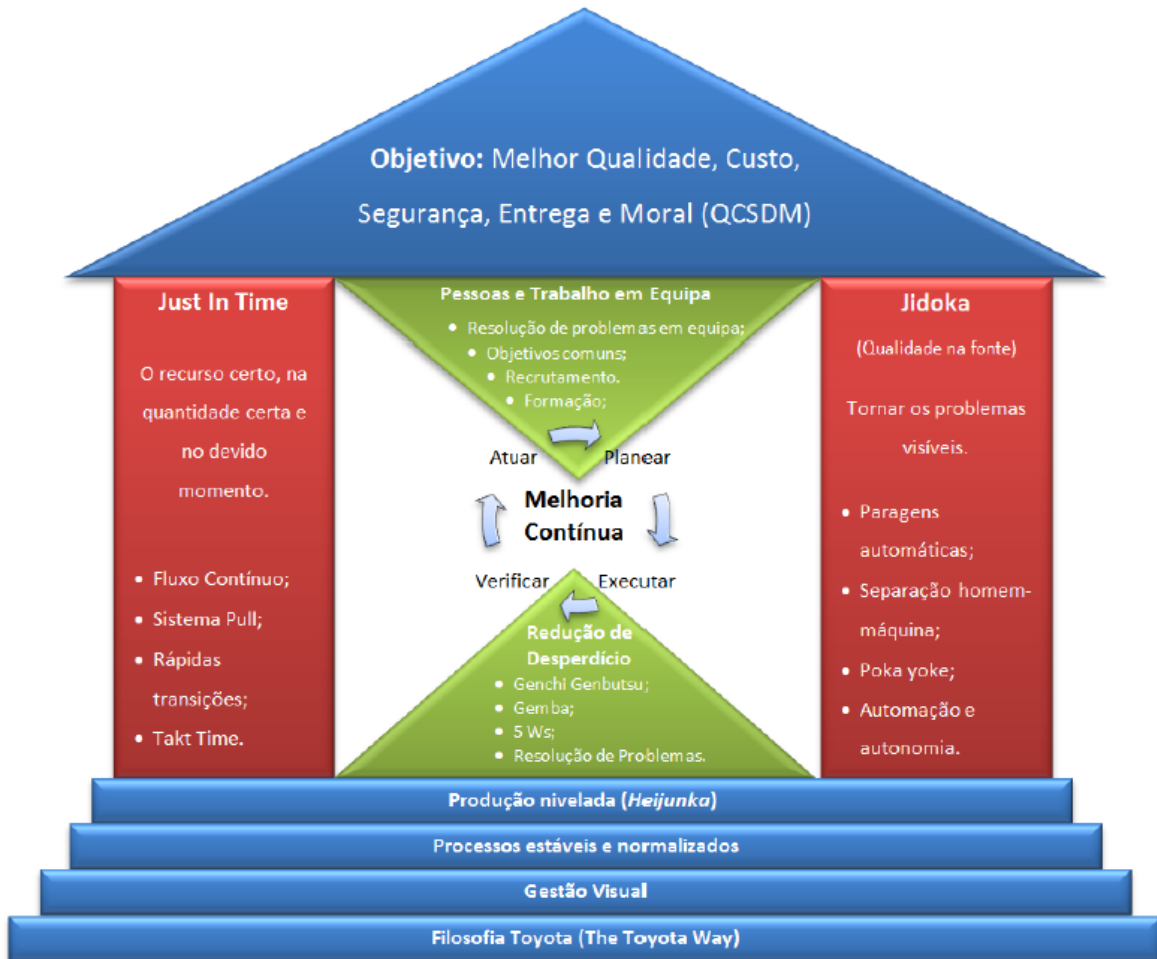 Objetivo: Melhor Qualidade, Custo,
Segurança, Entrega e Moral (QCSDM)
Just In Time
O recurso certo, na
quantidade certa e
no devido
momento.
• Fluxo Contínuo;
• Sistema Pull;
• Rápidas
transições;
• Takt Time.
Pessoas e Trabalho em Equipa
• Resolução de problemas em equipa;
• Objetivos comuns;
• Recrutamento.
• Formação;
Atuar
Planear
Melhoria
Contínua
Verificar
Executar
Redução de
Desperdício
• Genchi Genbutsu;
• Gemba;
• 5 Ws;
• Resolução de Problemas.
Jidoka
(Qualidade na fonte)
Tornar os problemas
visíveis.
• Paragens
automáticas;
• Separação homem-
máquina;
• Poka yoke;
• Automação e
autonomia.
Produção nivelada (Heijunka)
Processos estáveis e normalizados
Gestão Visual
Filosofia Toyota (The Toyota Way)